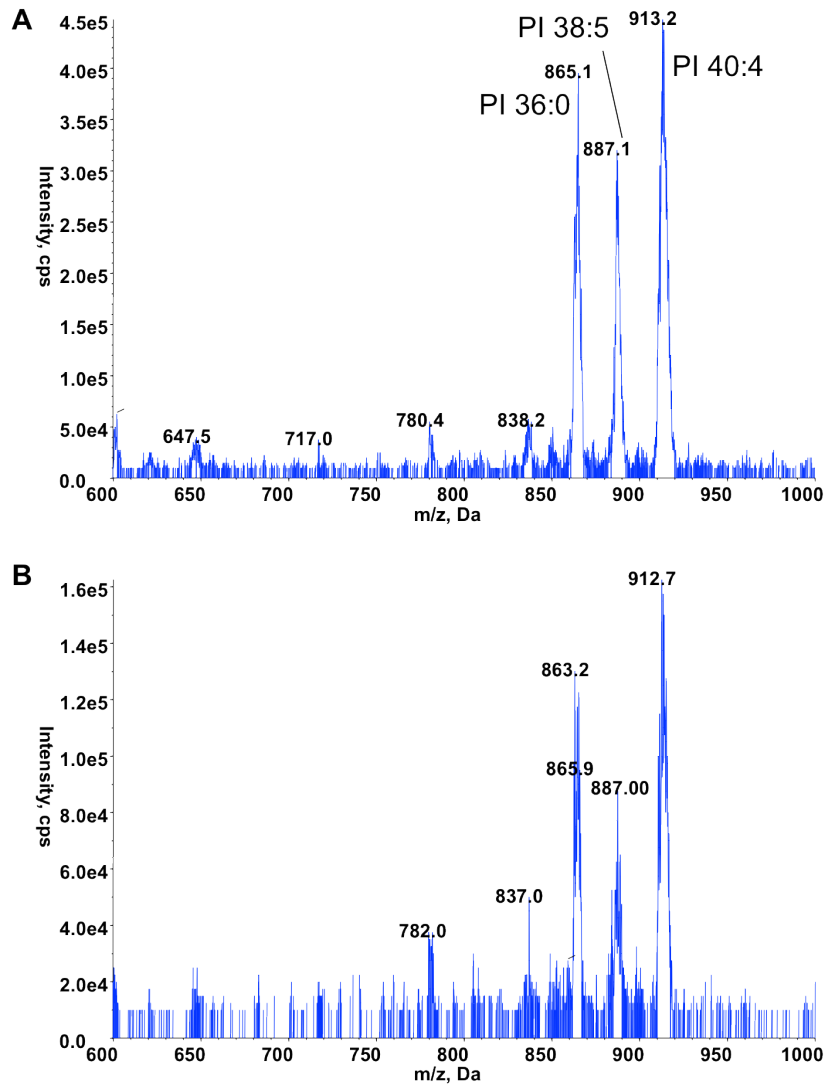 A
4.5e5
4.0e5
3.5e5
3.0e5
2.5e5
2.0e5
1.5e5
1.0e5
5.0e4
0.0
Intensity, cps
PI 38:5
913.2
865.1
PI 40:4
PI 36:0
887.1
647.5
717.0
780.4
838.2
600 650 700 750 800 850 900 950 1000
m/z, Da
B
1.6e5
1.4e5
1.2e5
1.0e5
8.0e4
6.0e4
4.0e4
2.0e4
0.0
Intensity, cps
912.7
863.2
865.9
887.00
837.0
782.0
600 650 700 750 800 850 900 950 1000
m/z, Da